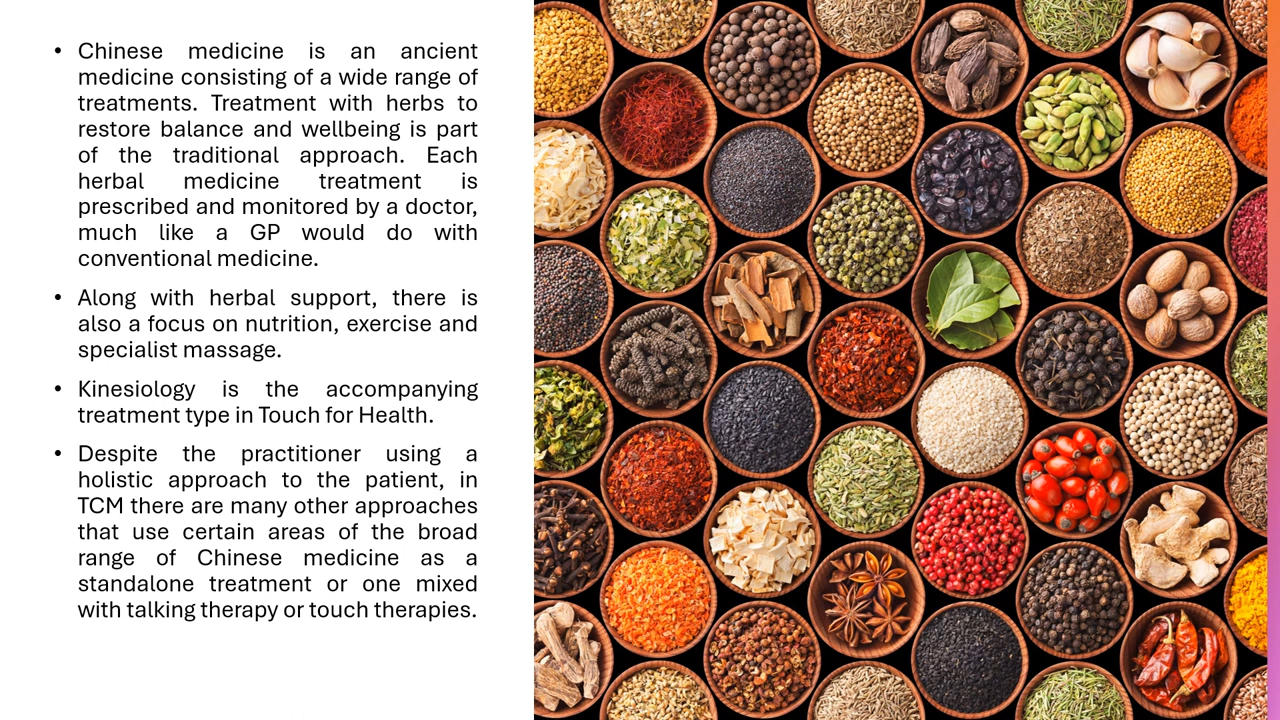 • Chinese medicine is an ancient
medicine consisting of a wide range of
treatments. Treatment with herbs to
restore balance and wellbeing is part
of the traditional approach. Each
herbal medicine treatment is
prescribed and monitored by a doctor,
much like a GP would do with
conventional medicine.
• Along with herbal support, there is
also a focus on nutrition, exercise and
specialist massage.
• Kinesiology is the accompanying
treatment type in Touch for Health.
• Despite the practitioner using a
holistic approach to the patient, in
TCM there are many other approaches
that use certain areas of the broad
range of Chinese medicine as a
standalone treatment or one mixed
with talking therapy or touch therapies.